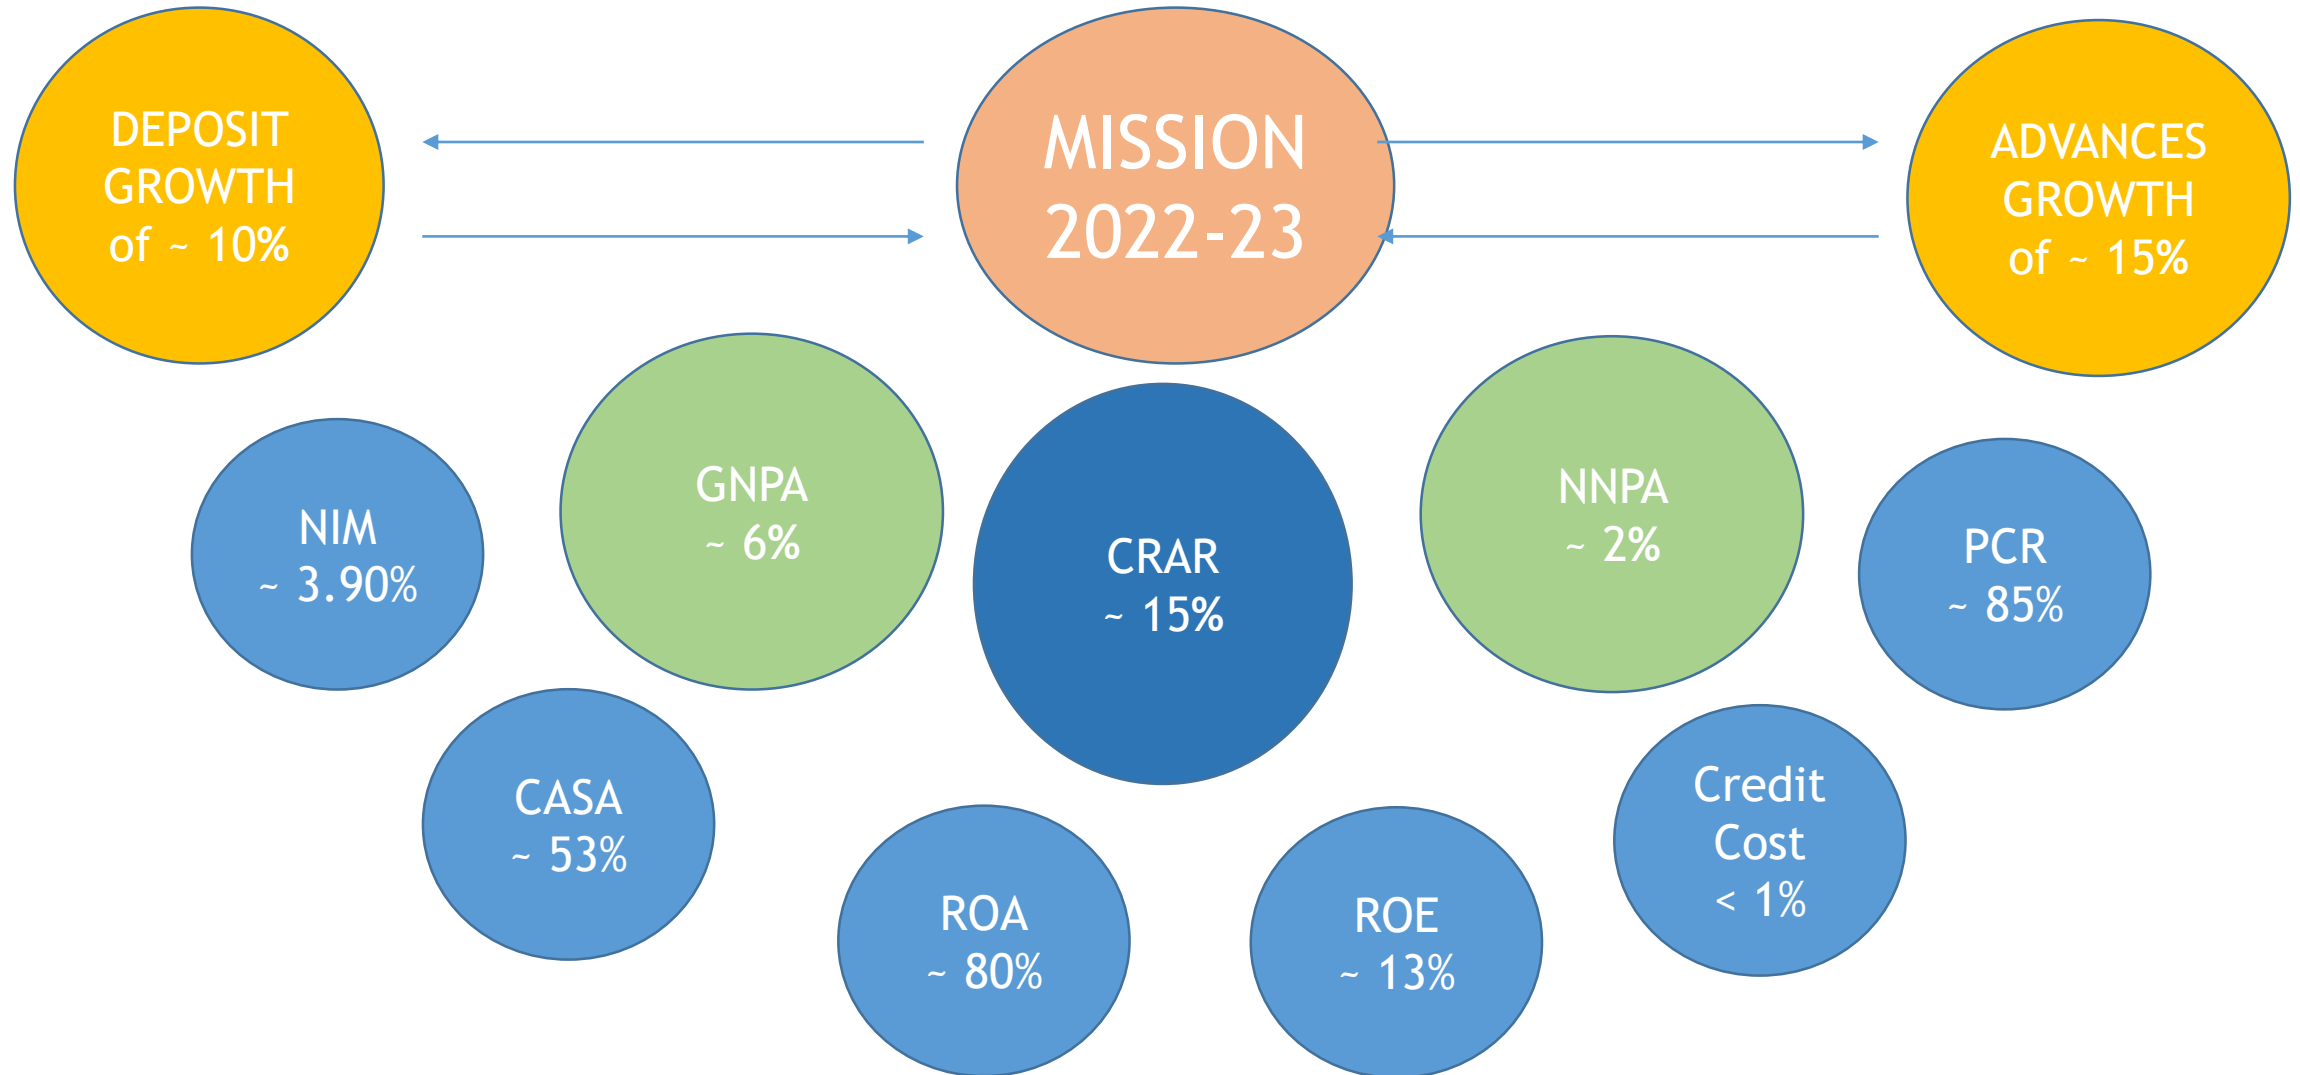 DEPOSIT
GROWTH
of ~ 10%
MISSION
2022-23
ADVANCES
GROWTH
of ~ 15%
NIM
~ 3.90%
GNPA
~ 6%
CRAR
~ 15%
NNPA
~ 2%
PCR
~ 85%
CASA
~ 53%
ROA
~ 80%
ROE
~ 13%
Credit
Cost
< 1%